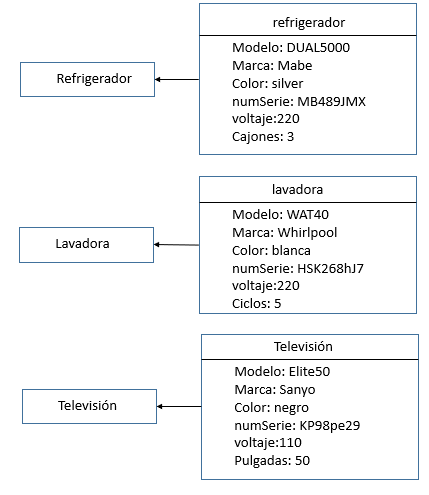 refrigerador
Modelo: DUAL5000
Marca: Mabe
Color: silver
numSerie: MB489JMX
voltaje:220
Cajones: 3
Refrigerador
lavadora
Modelo: WAT40
Marca: Whirlpool
Color: blanca
numSerie: HSK268hJ7
voltaje:220
Ciclos: 5
Lavadora
Televisión
Modelo: Elite50
Marca: Sanyo
Color: negro
numSerie: KP98pe29
voltaje:110
Pulgadas: 50
Televisión